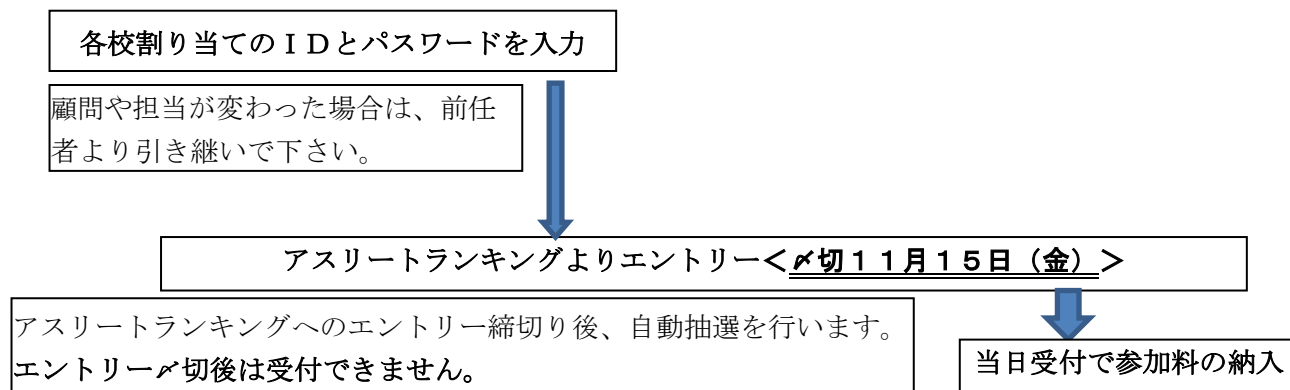 各校割り当てのＩＤとパスワードを入力
顧問や担当が変わった場合は、前任
者より引き継いで下さい。
アスリートランキングよりエントリー＜〆切１１月１５日（金）＞
アスリートランキングへのエントリー締切り後、自動抽選を行います。
エントリー〆切後は受付できません。
当日受付で参加料の納入